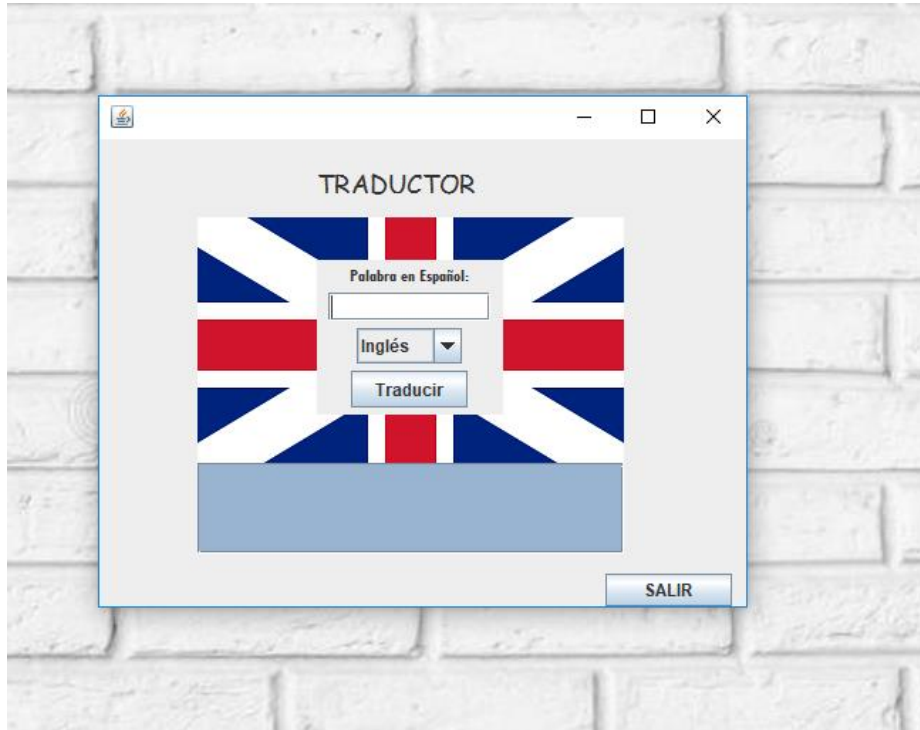 TRADUCTOR
Palabra en Español:
Inglés
Traducir
SALIR